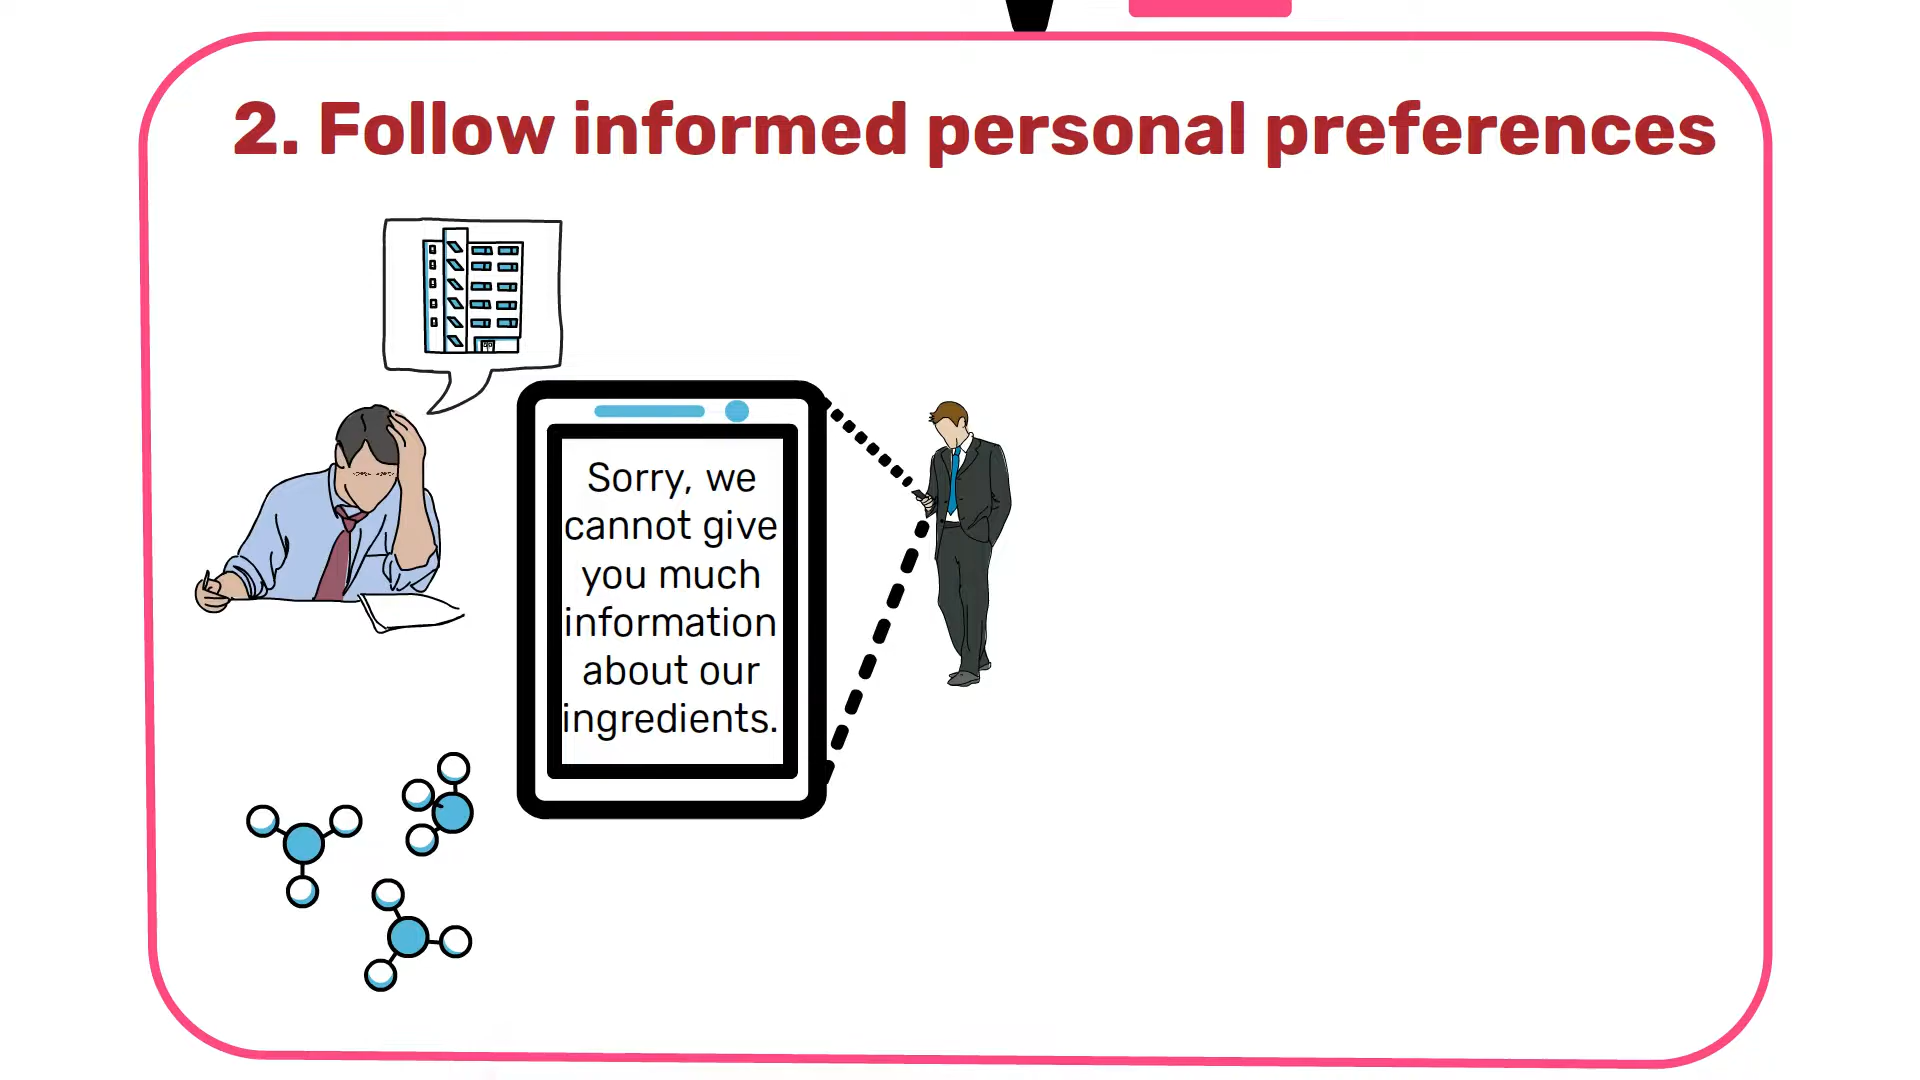 2. Follow informed personal preferences
Sorry, we
cannot give
you much
information
about our
ingredients.